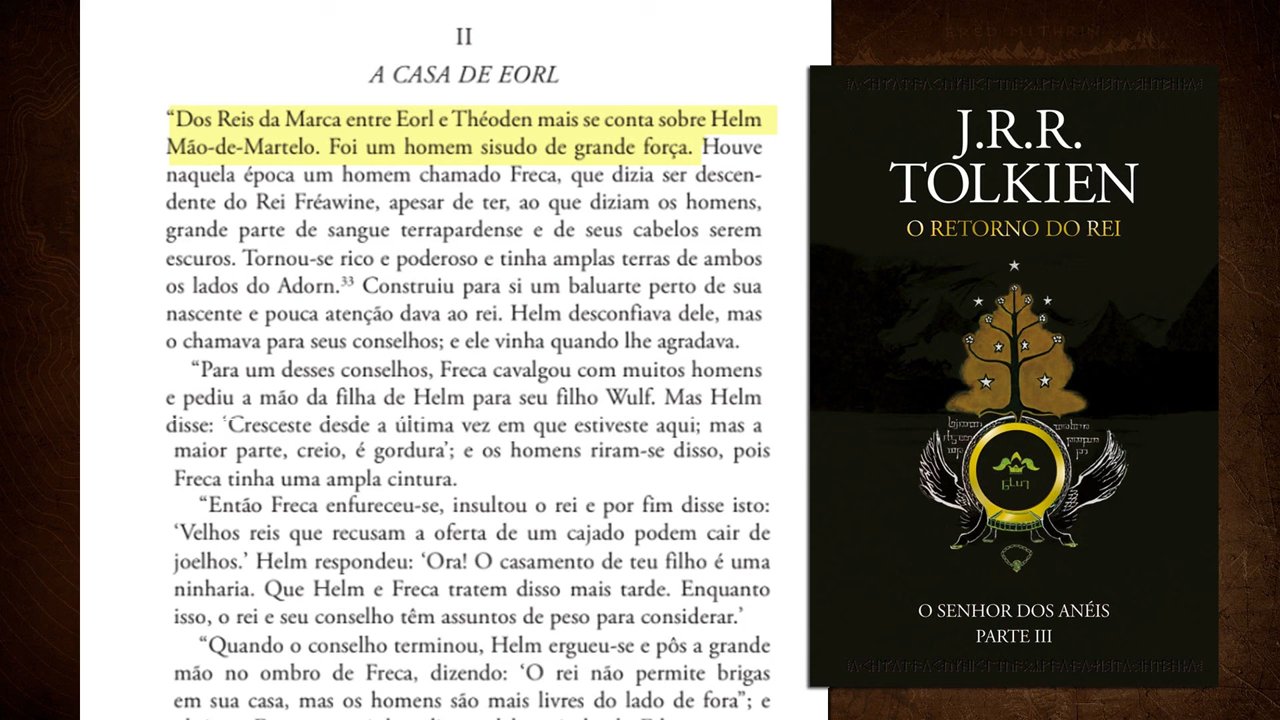 II
A CASA DE EORL
“Dos Reis da Marca entre Eorl e Théoden mais se conta sobre Helm
Mão-de-Martelo. Foi um homem sisudo de grande força. Houve
naquela época um homem chamado Freca, que dizia ser descen-
dente do Rei Fréawine, apesar de ter, ao que diziam os homens,
grande parte de sangue terrapardense e de seus cabelos serem
escuros. Tornou-se rico e poderoso e tinha amplas terras de ambos
os lados do Adorn.³³ Construiu para si um baluarte perto de sua
nascente e pouca atenção dava ao rei. Helm desconfiava dele, mas
o chamava para seus conselhos; e ele vinha quando lhe agradava.
“Para um desses conselhos, Freca cavalgou com muitos homens
e pediu a mão da filha de Helm para seu filho Wulf. Mas Helm
disse: ‘Cresceste desde a última vez em que estiveste aqui; mas a
maior parte, creio, é gordura’; e os homens riram-se disso, pois
Freca tinha uma ampla cintura.
“Então Freca enfureceu-se, insultou o rei e por fim disse isto:
‘Velhos reis que recusam a oferta de um cajado podem cair de
joelhos.’ Helm respondeu: ‘Ora! O casamento de teu filho é uma
ninharia. Que Helm e Freca tratem disso mais tarde. Enquanto
isso, o rei e seu conselho têm assuntos de peso para considerar.’
“Quando o conselho terminou, Helm ergueu-se e pôs a grande
mão no ombro de Freca, dizendo: ‘O rei não permite brigas
em sua casa, mas os homens são mais livres do lado de fora”; e
J.R.R.
TOLKIEN
O RETORNO DO REI
O SENHOR DOS ANÉIS
PARTE III